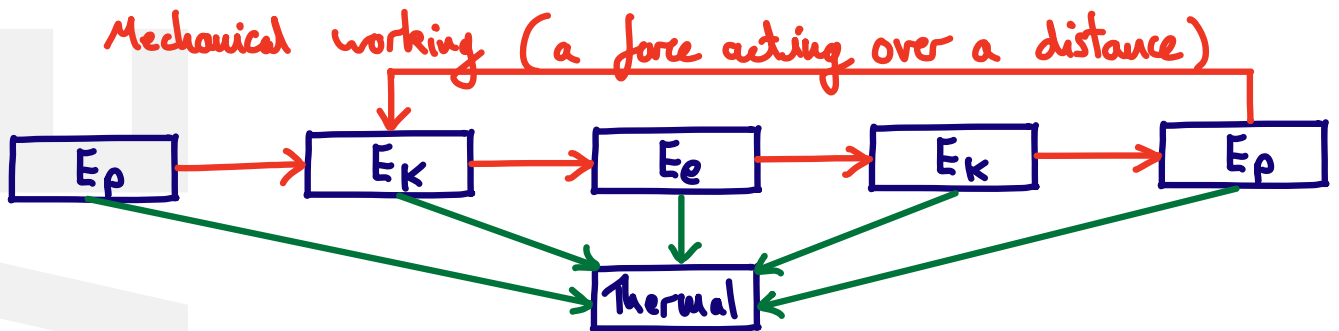 Mechanical working (a force acting over a distance)
Ep Ek Ee Ek Ep
Thermal